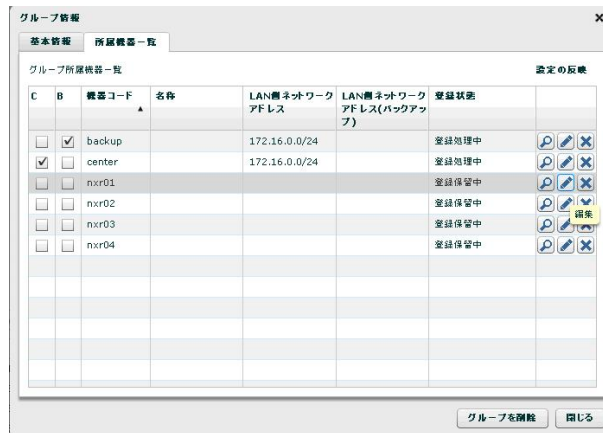 グループ情報
基本情報 所属機器一覧
グループ所属機器一覧 設定の反映
C B 機器コード ▲ 名称 LAN側ネットワークアドレス LAN側ネットワークアドレス(バックアップ) 登録状態
backup 172.16.0.0/24 登録処理中
center 172.16.0.0/24 登録処理中
nxr01 登録保留中
nxr02 登録保留中
nxr03 登録保留中
編集
nxr04 登録保留中
グループを削除 閉じる